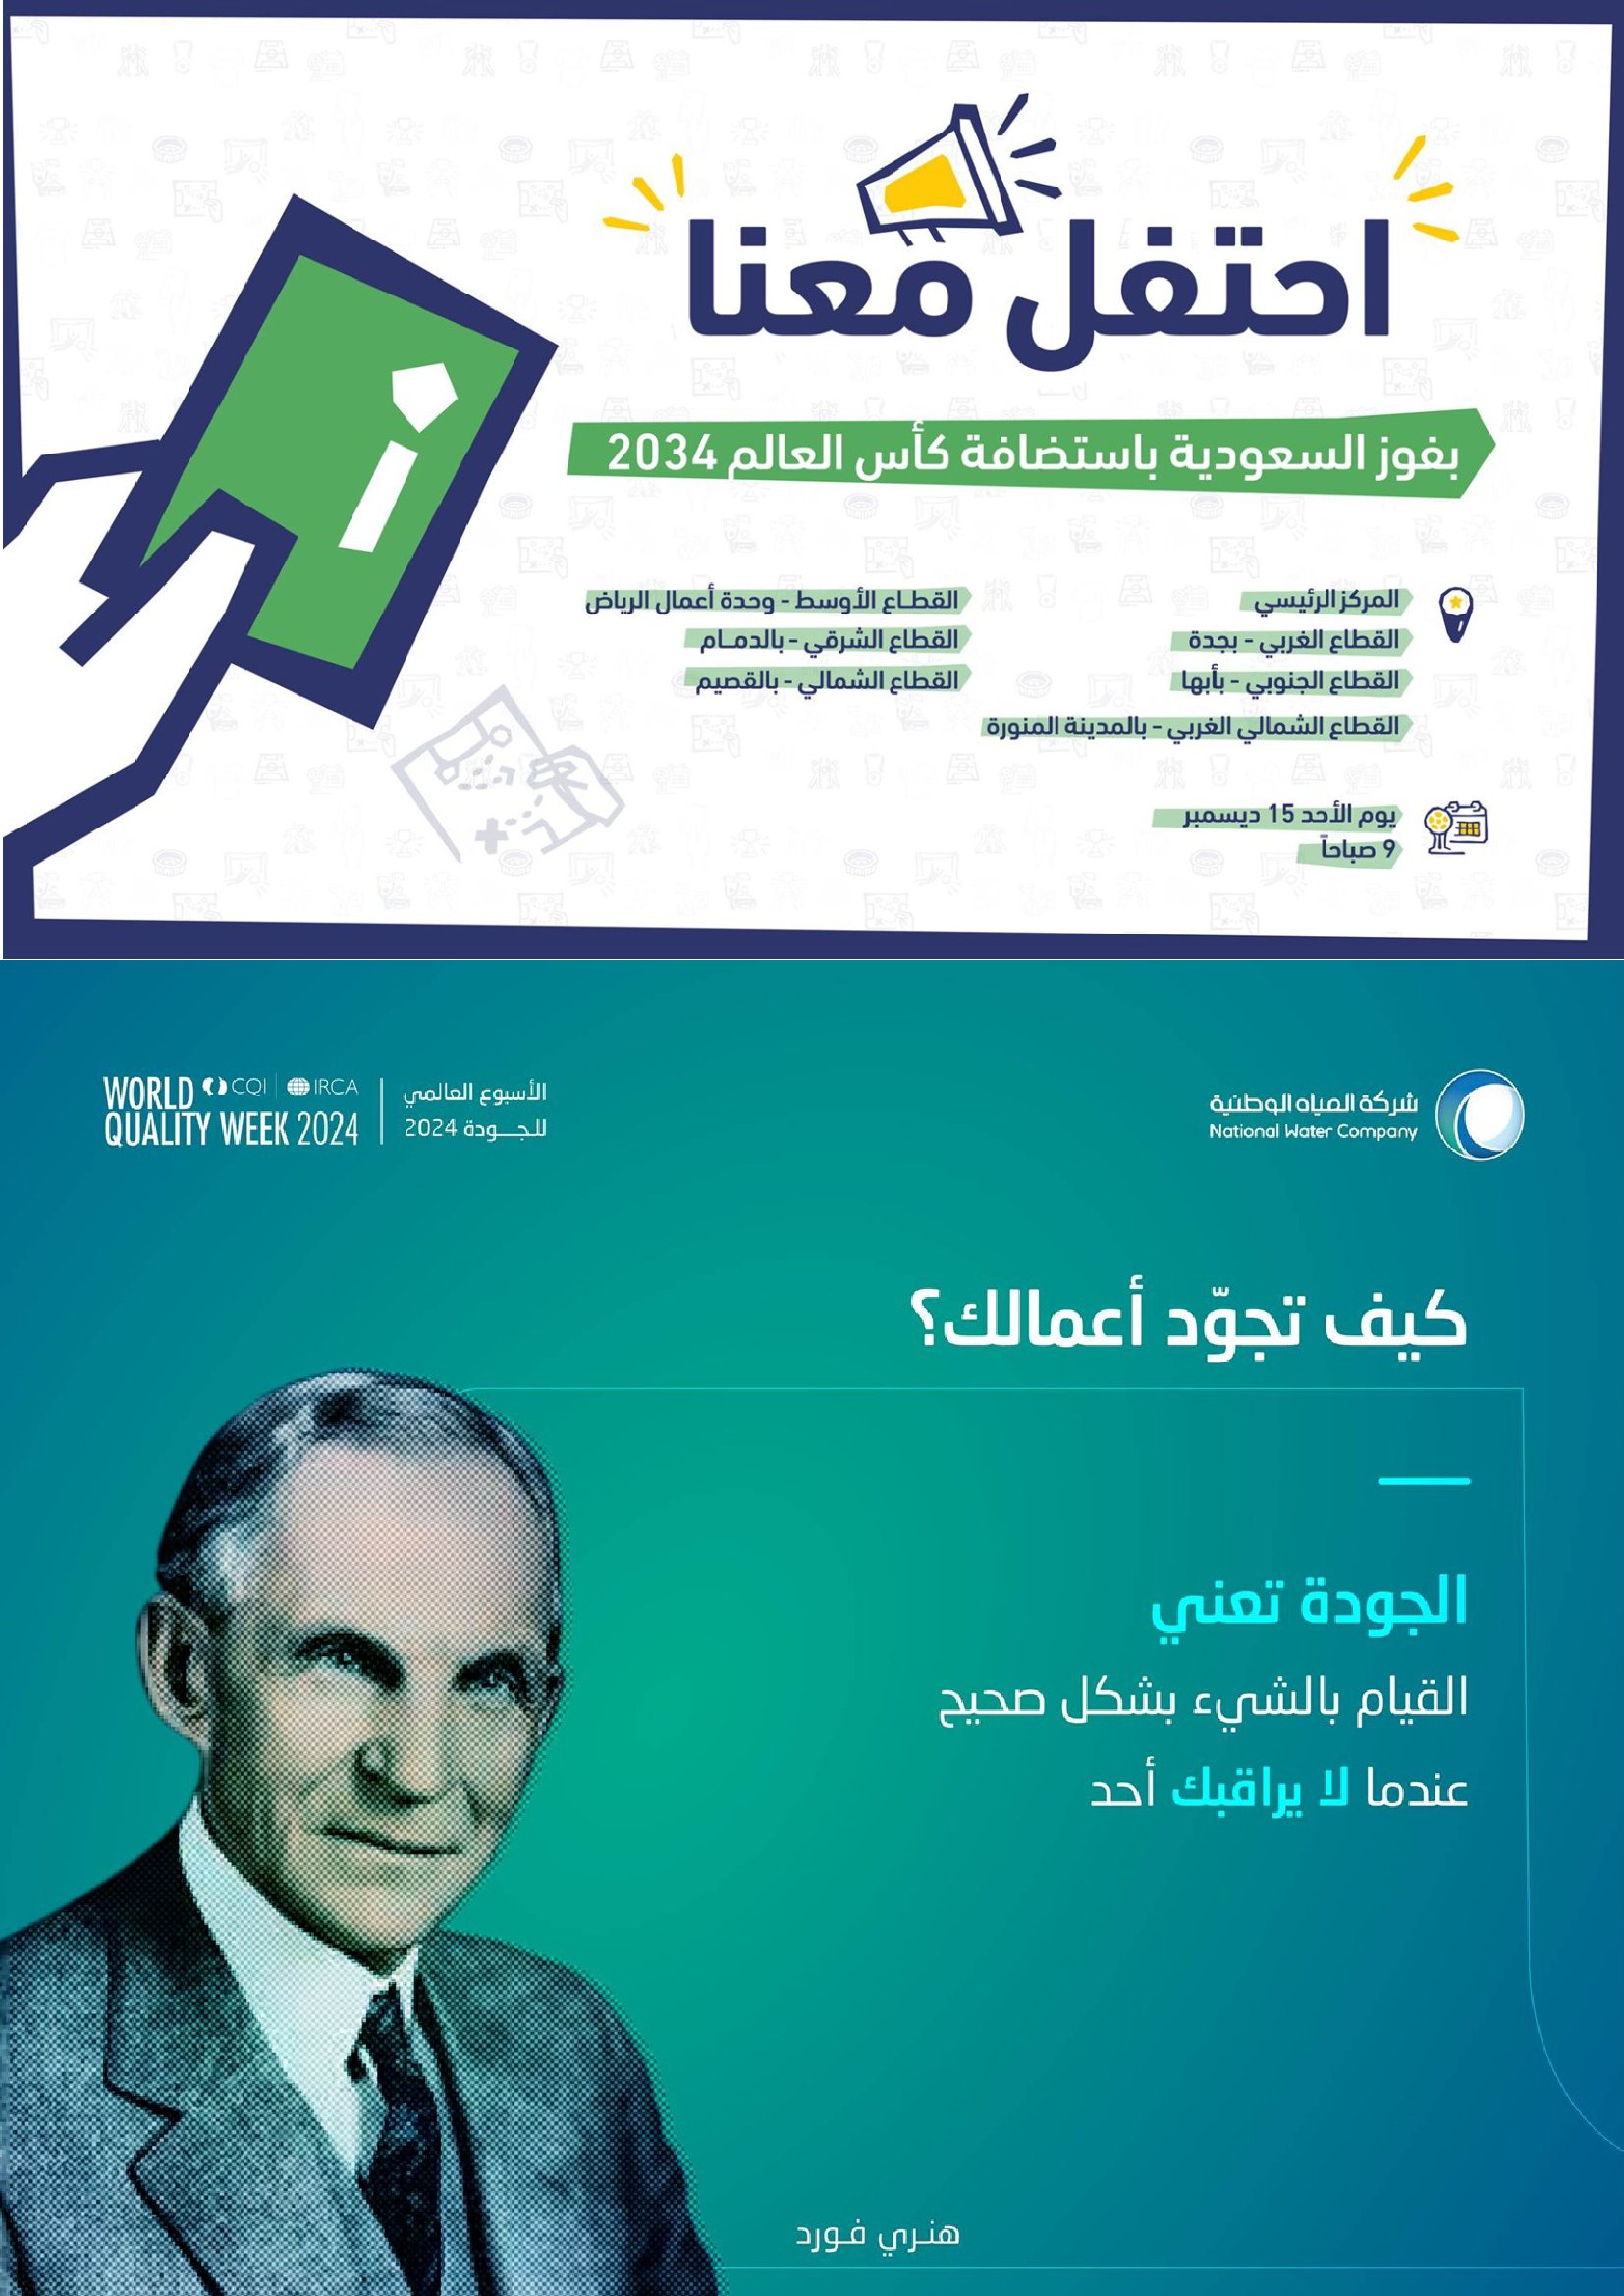 احتفل معنا
بفوز السعودية باستضافة كأس العالم 2034
المركز الرئيسي
القطاع الغربي - بجدة
القطاع الجنوبي - بأبها
القطاع الشمالي الغربي - بالمدينة المنورة
القطاع الأوسط - وحدة أعمال الرياض
القطاع الشرقي - بالدمـام
القطاع الشمالي - بالقصيم
يوم الأحد 15 ديسمبر
9 صباحاً
شركة المياه الوطنية
National Water Company
الأسبوع العالمي
للجـــودة 2024
WORLD CQI IRCA
QUALITY WEEK 2024
كيف تجوّد أعمالك؟
الجودة تعني
القيام بالشيء بشكل صحيح
عندما لا يراقبك أحد
هنري فورد